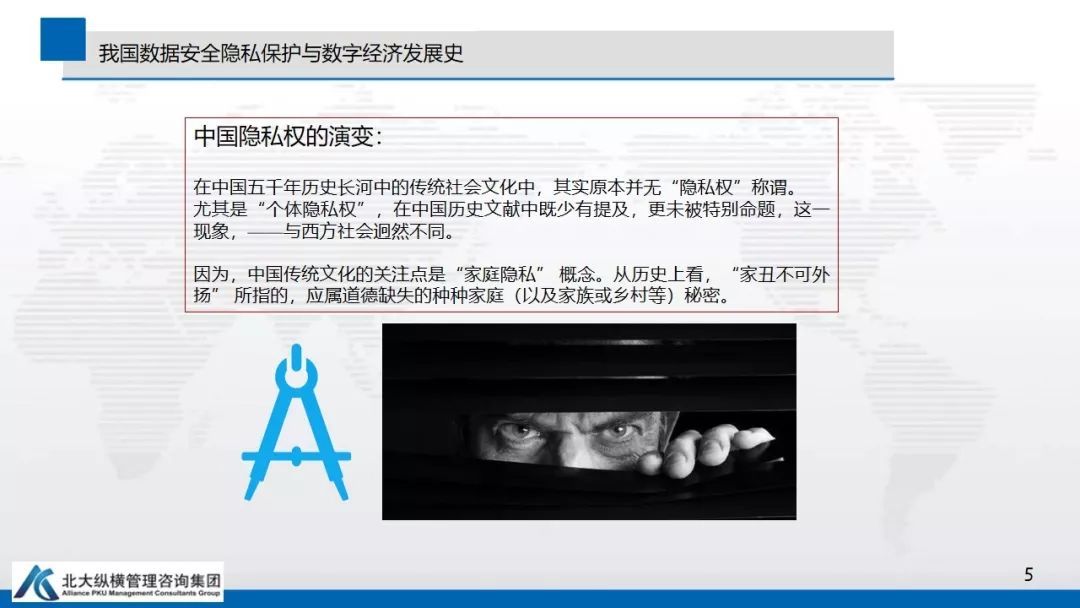 我国数据安全隐私保护与数字经济发展史
中国隐私权的演变：
在中国五千年历史长河中的传统社会文化中，其实原本并无“隐私权”称谓。
尤其是“个体隐私权”，在中国历史文献中既少有提及，更未被特别命题，这一
现象，——与西方社会迥然不同。
因为，中国传统文化的关注点是“家庭隐私” 概念。从历史上看，“家丑不可外
扬” 所指的，应属道德缺失的种种家庭（以及家族或乡村等）秘密。
北大纵横管理咨询集团
Alliance PKU Management Consultants Group
5